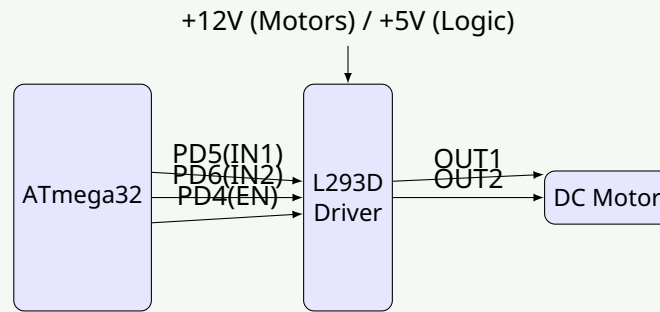 +12V (Motors) / +5V (Logic)
PD5(IN1)
PD6(IN2)
PD4(EN)
ATmega32
L293D
Driver
OUT1
OUT2
DC Motor